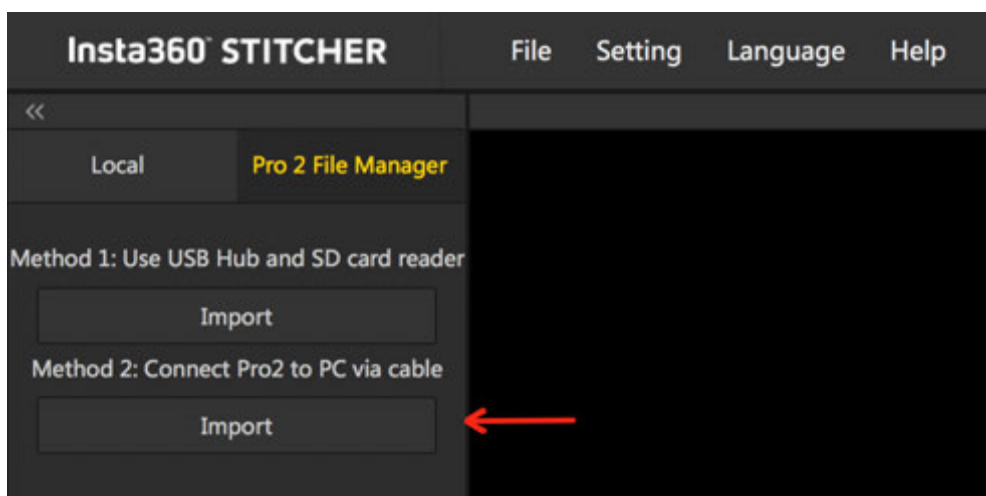 Insta360° STITCHER File Setting Language Help
«
Local Pro 2 File Manager
Method 1: Use USB Hub and SD card reader
Import
Method 2: Connect Pro2 to PC via cable
Import